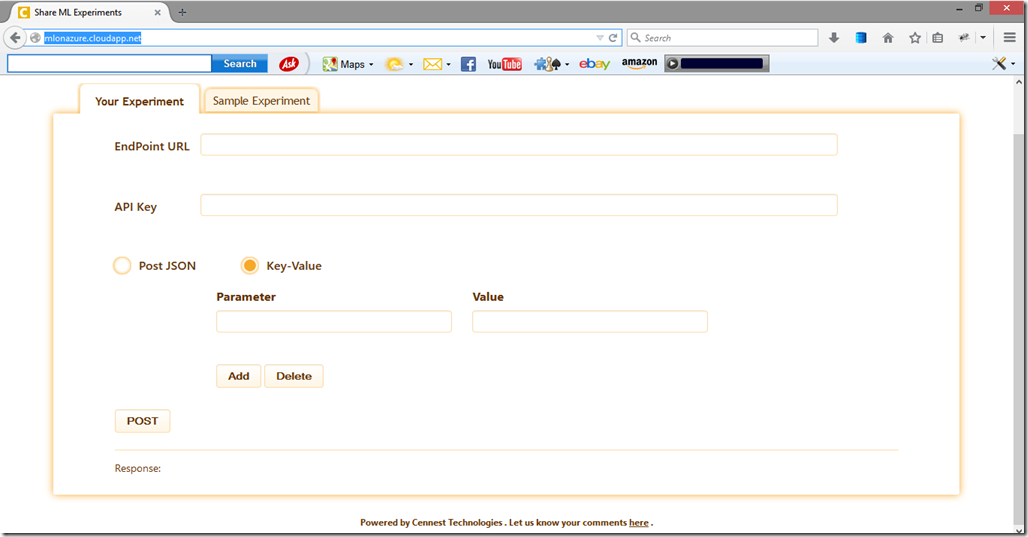 Share ML Experiments
mlonazure.cloudapp.net
Search
Search
Ask
Maps
YouTube
ebay
amazon
Your Experiment
Sample Experiment
EndPoint URL
API Key
Post JSON
Key-Value
Parameter
Value
Add
Delete
POST
Response:
Powered by Cennest Technologies . Let us know your comments here .